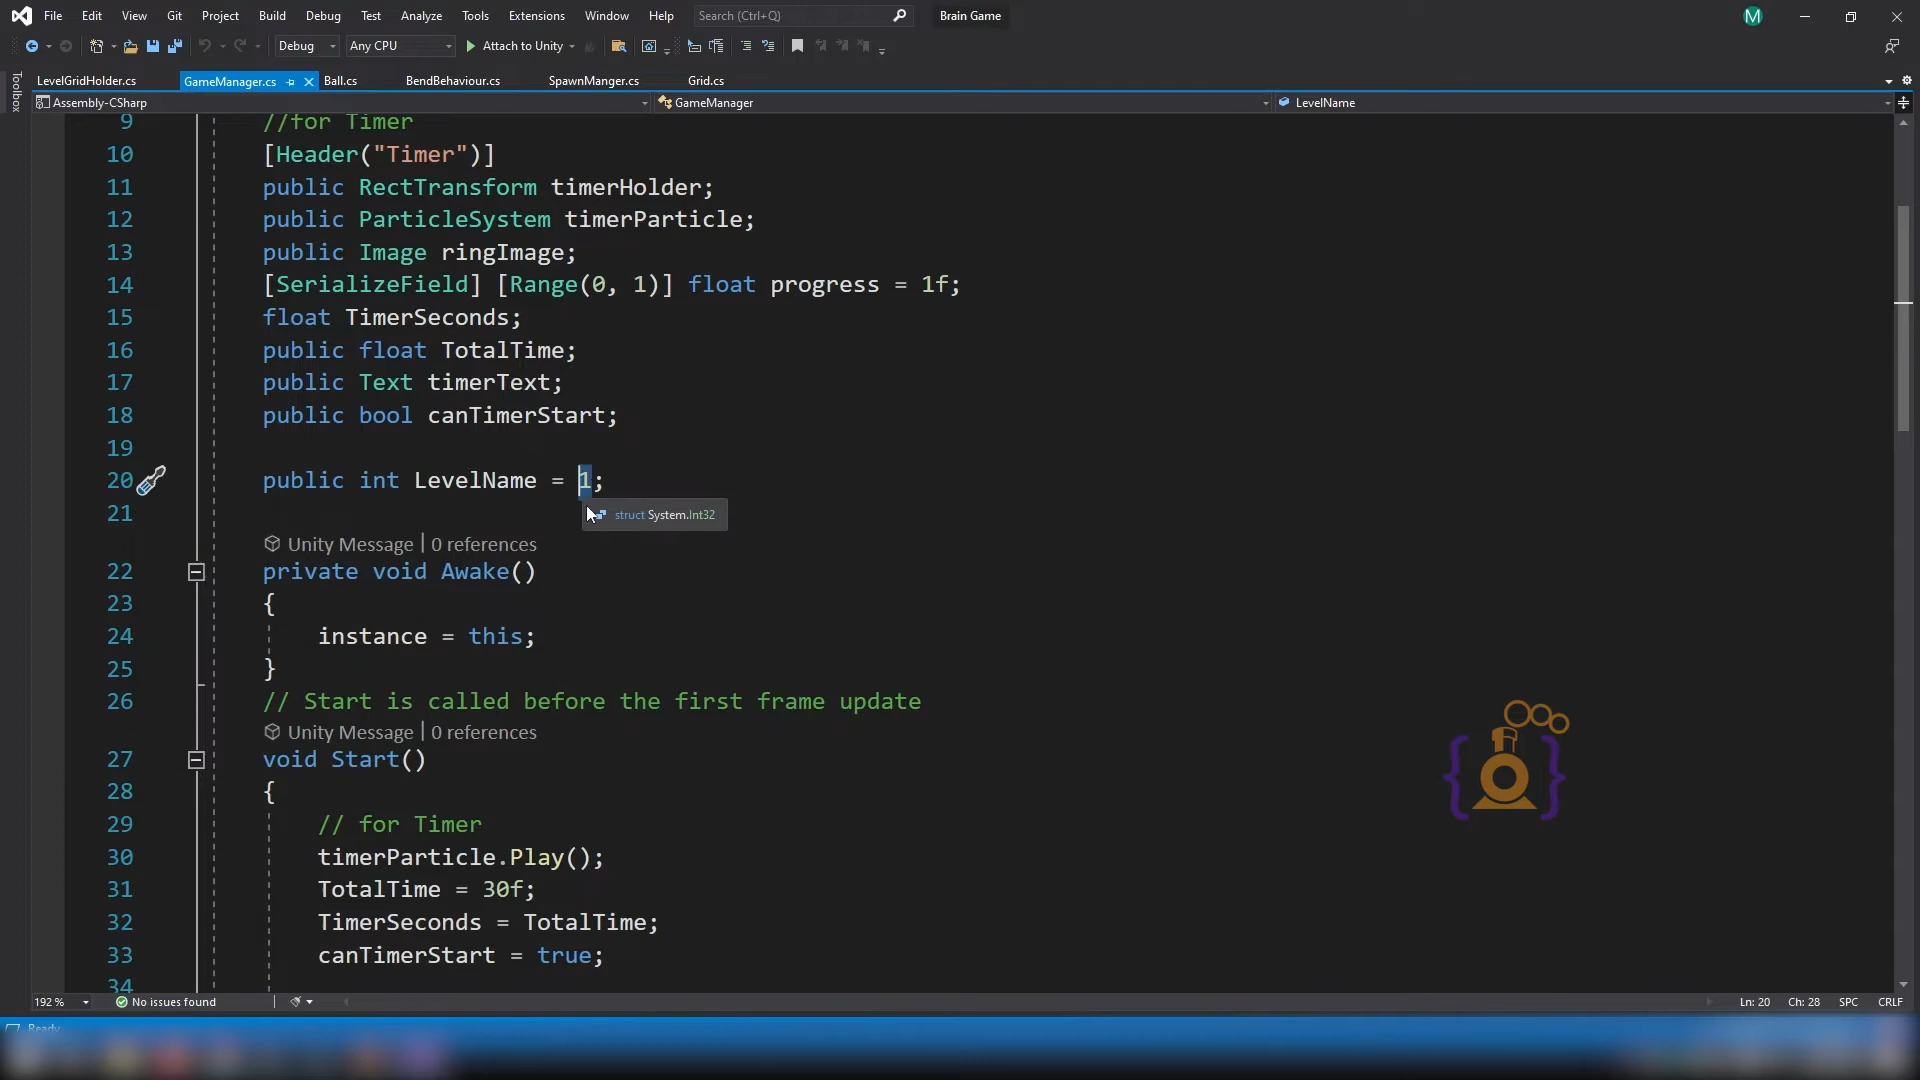 File Edit View Git Project Build Debug Test Analyze Tools Extensions Window Help Search (Ctrl+Q) Brain Game M
Debug Any CPU Attach to Unity
Toolbox
LevelGridHolder.cs GameManager.cs Ball.cs BendBehaviour.cs SpawnManger.cs Grid.cs
Assembly-CSharp GameManager LevelName
9 //for Timer
10 [Header("Timer")]
11 public RectTransform timerHolder;
12 public ParticleSystem timerParticle;
13 public Image ringImage;
14 [SerializeField] [Range(0, 1)] float progress = 1f;
15 float TimerSeconds;
16 public float TotalTime;
17 public Text timerText;
18 public bool canTimerStart;
19
20 public int LevelName = 1;
21 struct System.Int32
Unity Message | 0 references
22 private void Awake()
23 {
24 instance = this;
25 }
26 // Start is called before the first frame update
Unity Message | 0 references
27 void Start()
28 {
29 // for Timer
30 timerParticle.Play();
31 TotalTime = 30f;
32 TimerSeconds = TotalTime;
33 canTimerStart = true;
34
192 % No issues found Ln: 20 Ch: 28 SPC CRLF
Ready